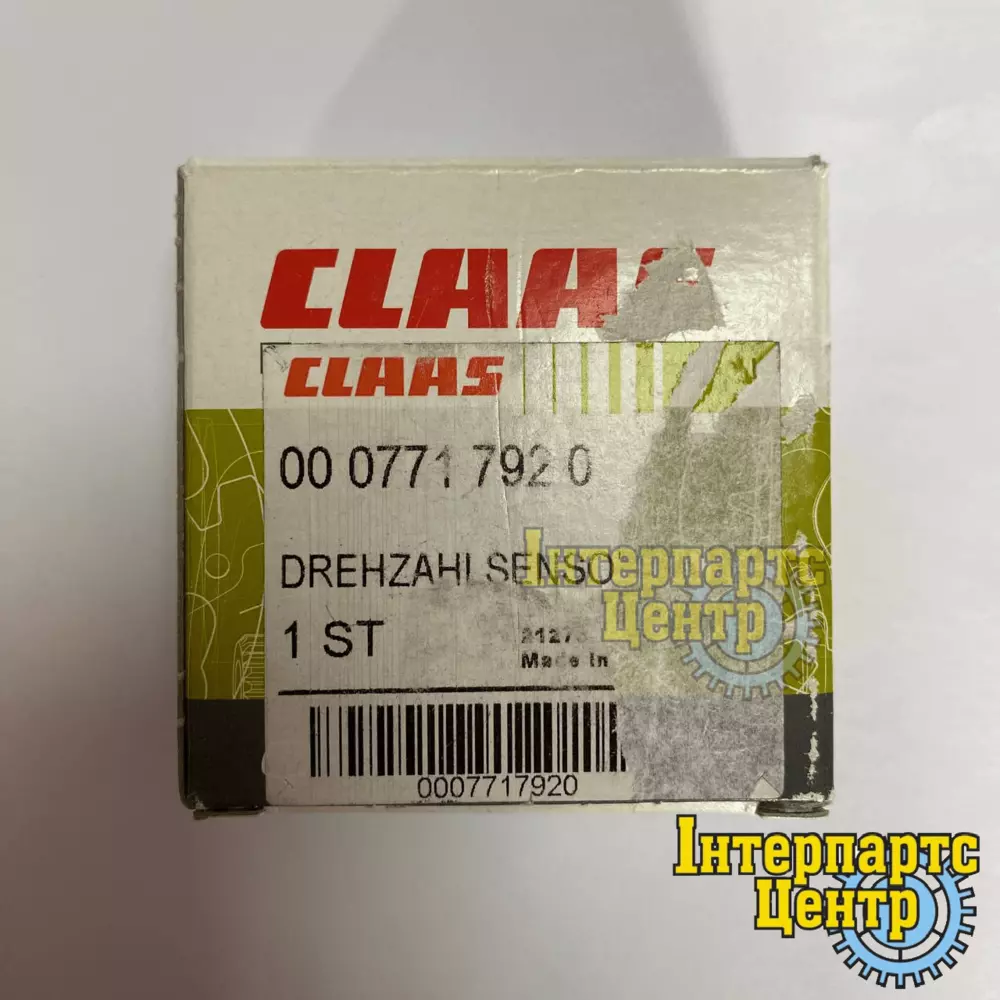 CLAAS
CLAAS
00 0771 792 0
DREHZAHLSENSO
Інтерпартс
Центр
1 ST
Made In
0007717920
Інтерпартс
Центр